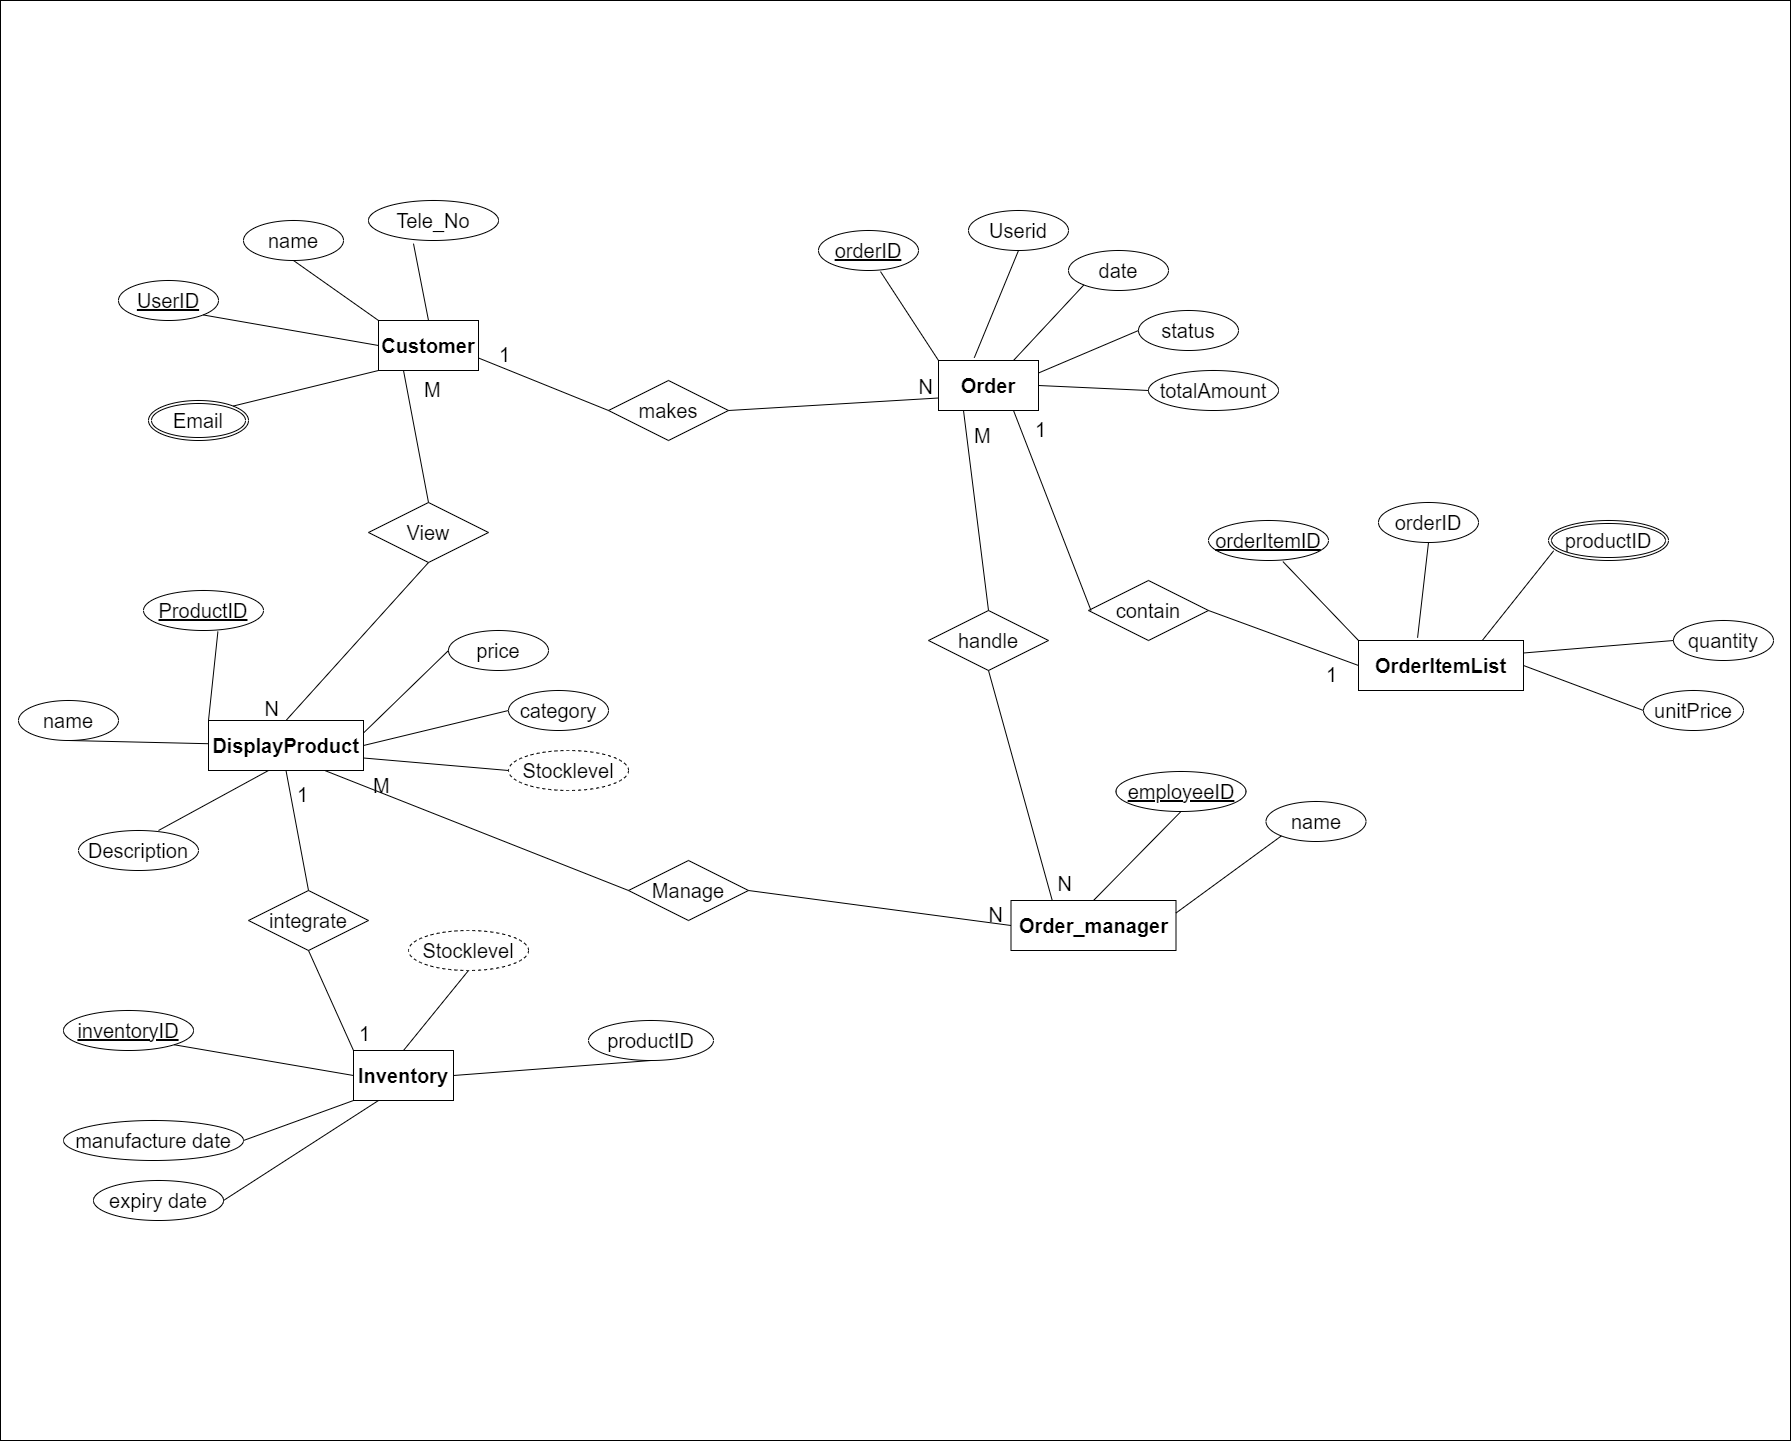 Tele_No
name
UserID
Customer
Email
1
M
makes
N
orderID
Userid
date
status
totalAmount
Order
M
1
View
handle
contain
orderItemID
orderID
productID
quantity
unitPrice
OrderItemList
1
ProductID
price
category
Stocklevel
name
N
DisplayProduct
Description
1
M
Manage
employeeID
name
N
N
Order_manager
integrate
Stocklevel
1
inventoryID
productID
Inventory
manufacture date
expiry date